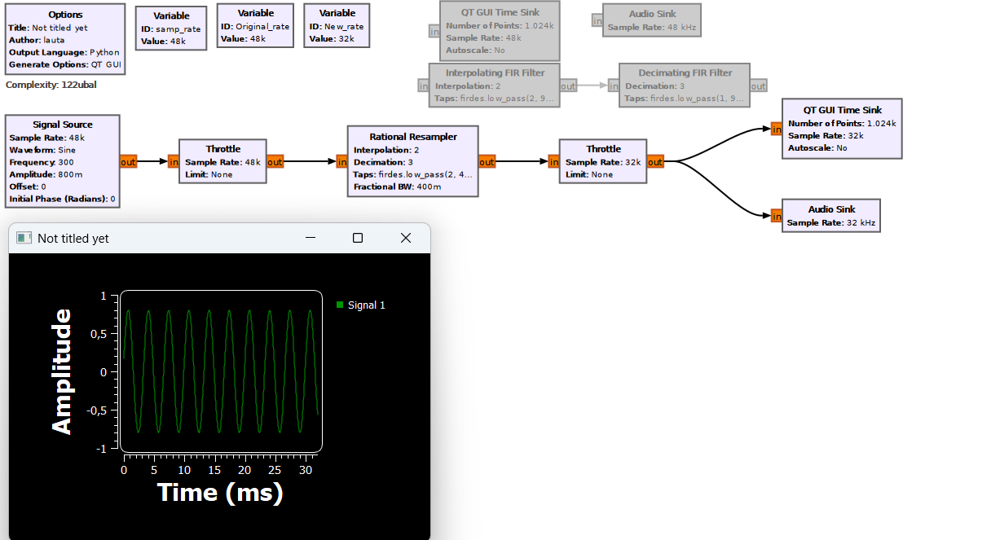 Options
Title: Not titled yet
Author: lauta
Output Language: Python
Generate Options: QT GUI
Complexity: 122ubal
Variable
ID: samp_rate
Value: 48k
Variable
ID: Original_rate
Value: 48k
Variable
ID: New_rate
Value: 32k
QT GUI Time Sink
Number of Points: 1.024k
Sample Rate: 48k
Autoscale: No
in
Audio Sink
Sample Rate: 48 kHz
in
Interpolating FIR Filter
Interpolation: 2
Taps: firdes.low_pass(2, 9...
in
out
Decimating FIR Filter
Decimation: 3
Taps: firdes.low_pass(1, 9...
in
out
Signal Source
Sample Rate: 48k
Waveform: Sine
Frequency: 300
Amplitude: 800m
Offset: 0
Initial Phase (Radians): 0
out
Throttle
Sample Rate: 48k
Limit: None
in
out
Rational Resampler
Interpolation: 2
Decimation: 3
Taps: firdes.low_pass(2, 4...
Fractional BW: 400m
in
out
Throttle
Sample Rate: 32k
Limit: None
in
out
QT GUI Time Sink
Number of Points: 1.024k
Sample Rate: 32k
Autoscale: No
in
Audio Sink
Sample Rate: 32 kHz
in
Not titled yet
Signal 1
Amplitude
1
0,5
0
-0,5
-1
0 5 10 15 20 25 30
Time (ms)